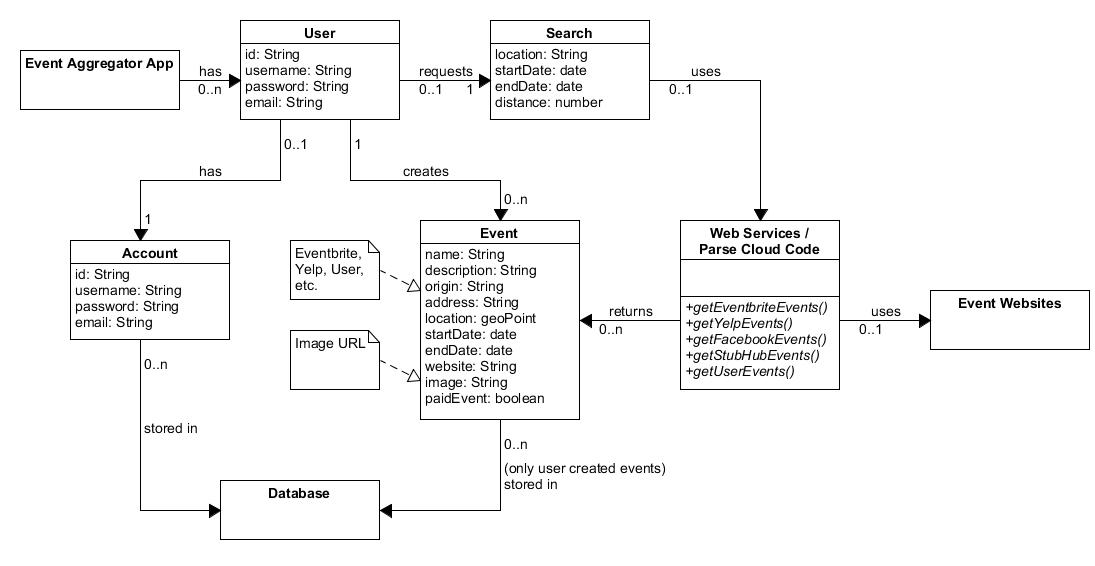 User
id: String
username: String
password: String
email: String
Search
location: String
startDate: date
endDate: date
distance: number
Event Aggregator App
has
0..n
requests
0..1
1
uses
0..1
0..1
has
1
1
creates
0..n
Account
id: String
username: String
password: String
email: String
Eventbrite,
Yelp, User,
etc.
Image URL
Event
name: String
description: String
origin: String
address: String
location: geoPoint
startDate: date
endDate: date
website: String
image: String
paidEvent: boolean
returns
0..n
Web Services /
Parse Cloud Code
+getEventbriteEvents()
+getYelpEvents()
+getFacebookEvents()
+getStubHubEvents()
+getUserEvents()
uses
0..1
Event Websites
0..n
stored in
0..n
(only user created events)
stored in
Database